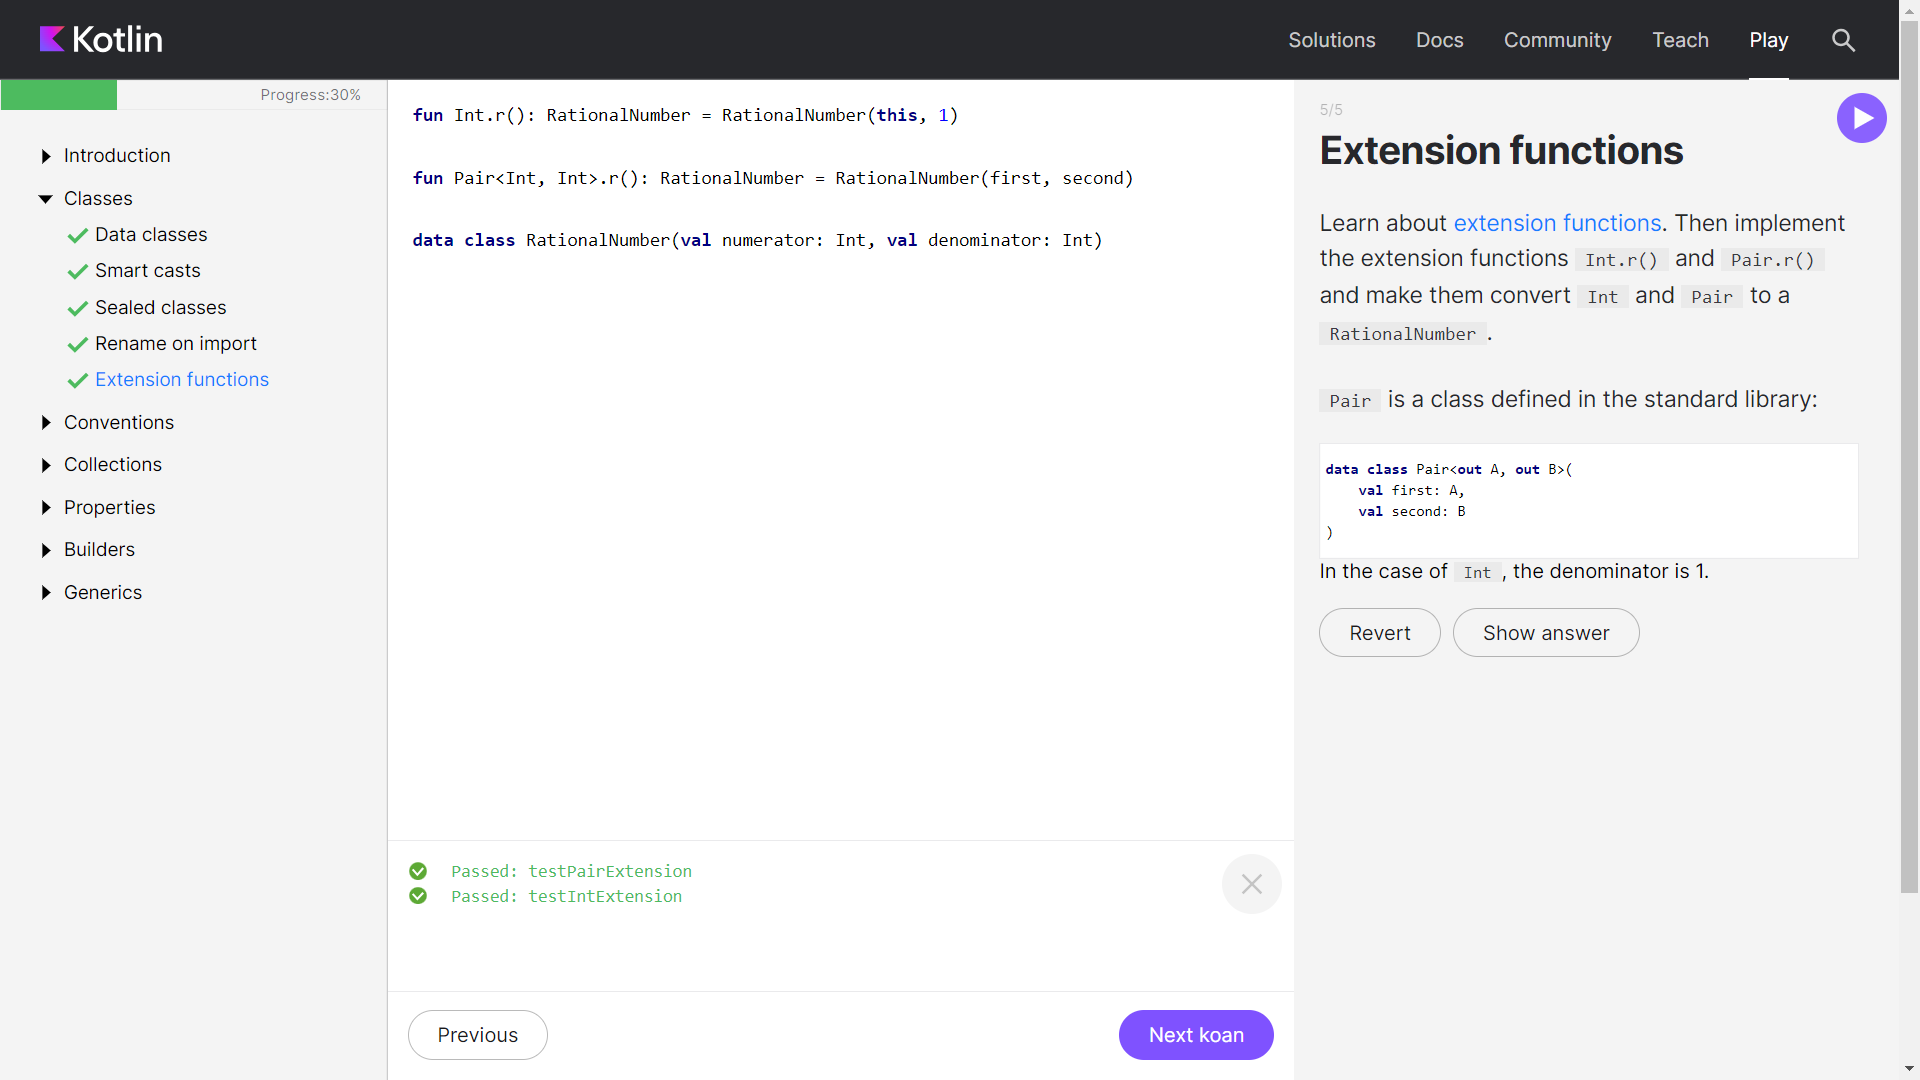 Kotlin
Solutions
Docs
Community
Teach
Play
Progress:30%
Introduction
Classes
Data classes
Smart casts
Sealed classes
Rename on import
Extension functions
Conventions
Collections
Properties
Builders
Generics
fun Int.r(): RationalNumber = RationalNumber(this, 1)
fun Pair<Int, Int>.r(): RationalNumber = RationalNumber(first, second)
data class RationalNumber(val numerator: Int, val denominator: Int)
Passed: testPairExtension
Passed: testIntExtension
Previous
Next koan
5/5
Extension functions
Learn about extension functions. Then implement
the extension functions Int.r() and Pair.r()
and make them convert Int and Pair to a
RationalNumber.
Pair is a class defined in the standard library:
data class Pair<out A, out B>(
    val first: A,
    val second: B
)
In the case of Int, the denominator is 1.
Revert
Show answer